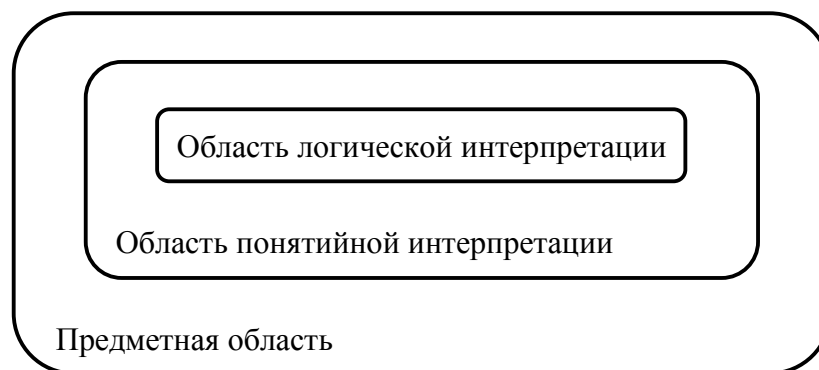 Область логической интерпретации
Область понятийной интерпретации
Предметная область